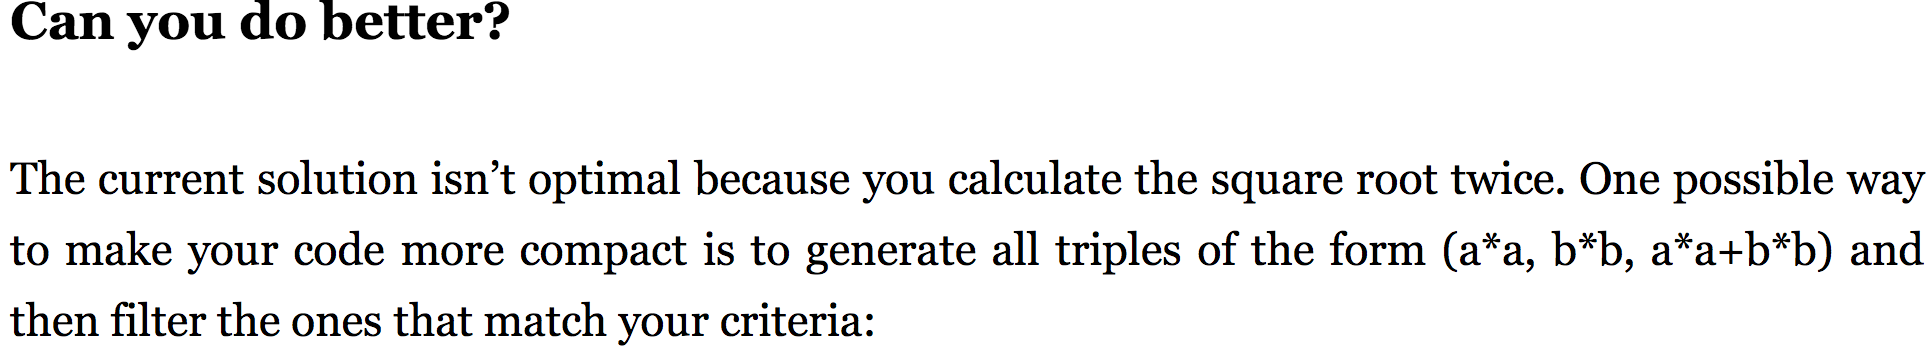 Can you do better?
The current solution isn’t optimal because you calculate the square root twice. One possible way
to make your code more compact is to generate all triples of the form (a*a, b*b, a*a+b*b) and
then filter the ones that match your criteria: